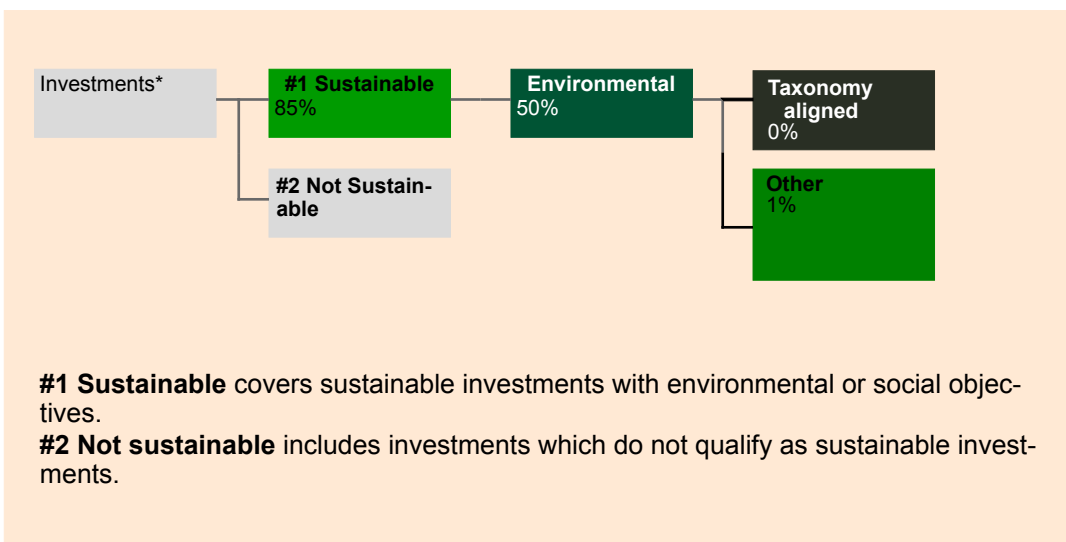 Investments*
#1 Sustainable
85%
Environmental
50%
Taxonomy
aligned
0%
#2 Not Sustain-
able
Other
1%
#1 Sustainable covers sustainable investments with environmental or social objec-
tives.
#2 Not sustainable includes investments which do not qualify as sustainable invest-
ments.